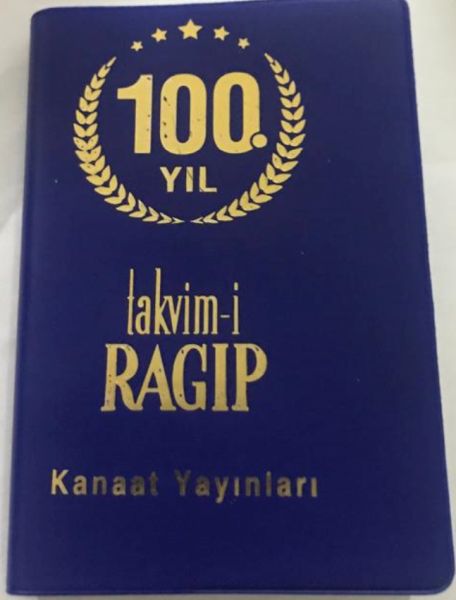 100.
YIL
takvim-i
RAGIP
Kanaat Yayınları